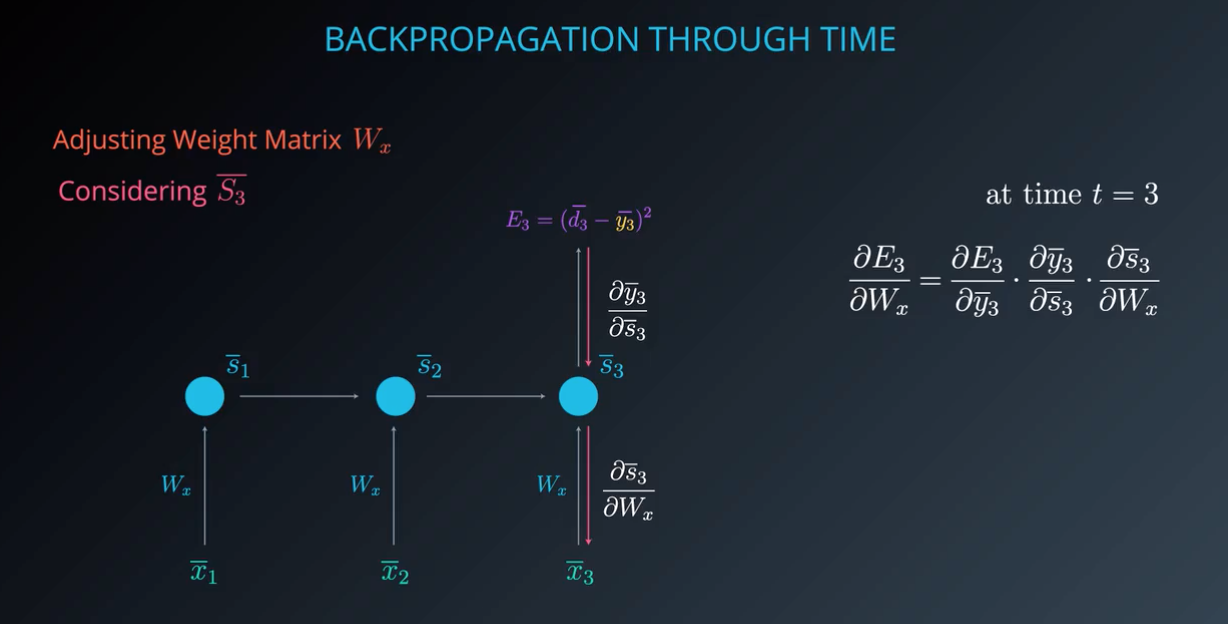 BACKPROPAGATION THROUGH TIME
Adjusting Weight Matrix $W_x$
Considering $\overline{S_3}$
at time $t = 3$
$E_3 = (\overline{d}_3 - \overline{y}_3)^2$
$\frac{\partial E_3}{\partial W_x} = \frac{\partial E_3}{\partial \overline{y}_3} \cdot \frac{\partial \overline{y}_3}{\partial \overline{s}_3} \cdot \frac{\partial \overline{s}_3}{\partial W_x}$
$\frac{\partial \overline{y}_3}{\partial \overline{s}_3}$
$\overline{s}_1$ $\overline{s}_2$ $\overline{s}_3$
$W_x$ $W_x$ $W_x$ $\frac{\partial \overline{s}_3}{\partial W_x}$
$\overline{x}_1$ $\overline{x}_2$ $\overline{x}_3$